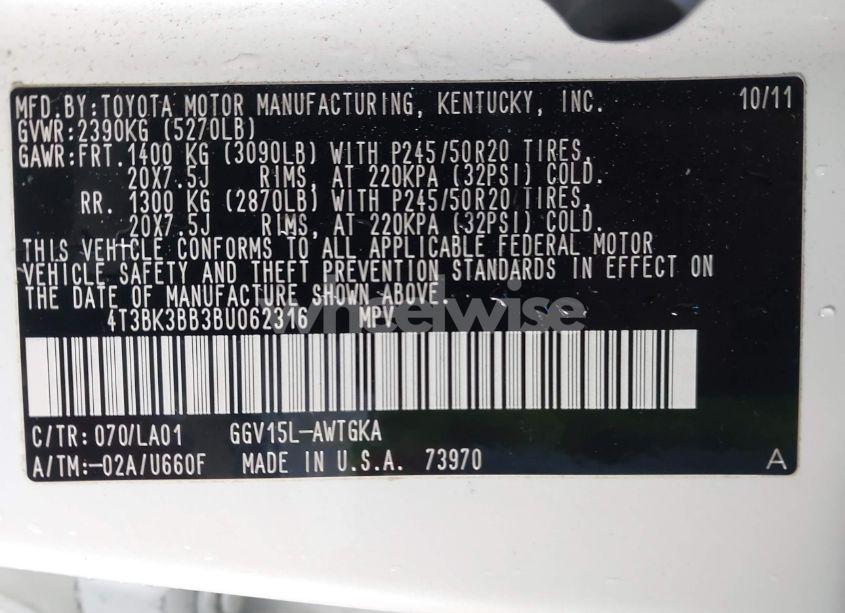 MFD.BY:TOYOTA MOTOR MANUFACTURING, KENTUCKY, INC. 10/11
GVWR:2390KG (5270LB)
GAWR:FRT.1400 KG (3090LB) WITH P245/50R20 TIRES,
20X7.5J RIMS, AT 220KPA (32PSI) COLD.
RR. 1300 KG (2870LB) WITH P245/50R20 TIRES,
20X7.5J RIMS, AT 220KPA (32PSI) COLD.
THIS VEHICLE CONFORMS TO ALL APPLICABLE FEDERAL MOTOR
VEHICLE SAFETY AND THEFT PREVENTION STANDARDS IN EFFECT ON
THE DATE OF MANUFACTURE SHOWN ABOVE.
wheelwise
4T3BK3BB3BU062316 MPV
C/TR: 070/LA01 GGV15L-AWTGKA
A/TM:-02A/U660F MADE IN U.S.A. 73970 A